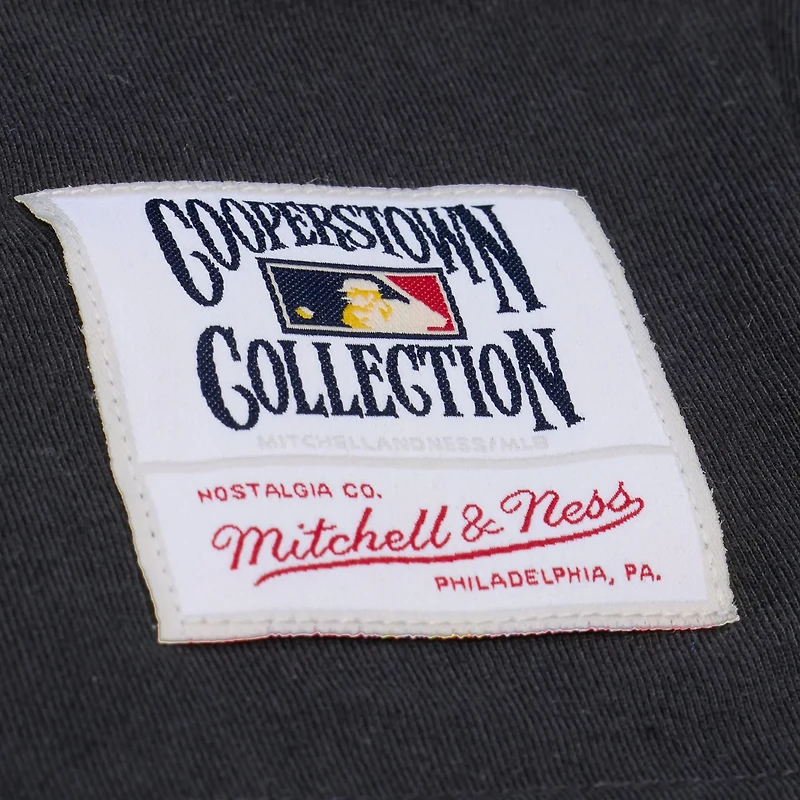 COOPERSTOWN
COLLECTION
MITCHELLANDNESS/MLB
NOSTALGIA CO.
Mitchell & Ness
PHILADELPHIA, PA.